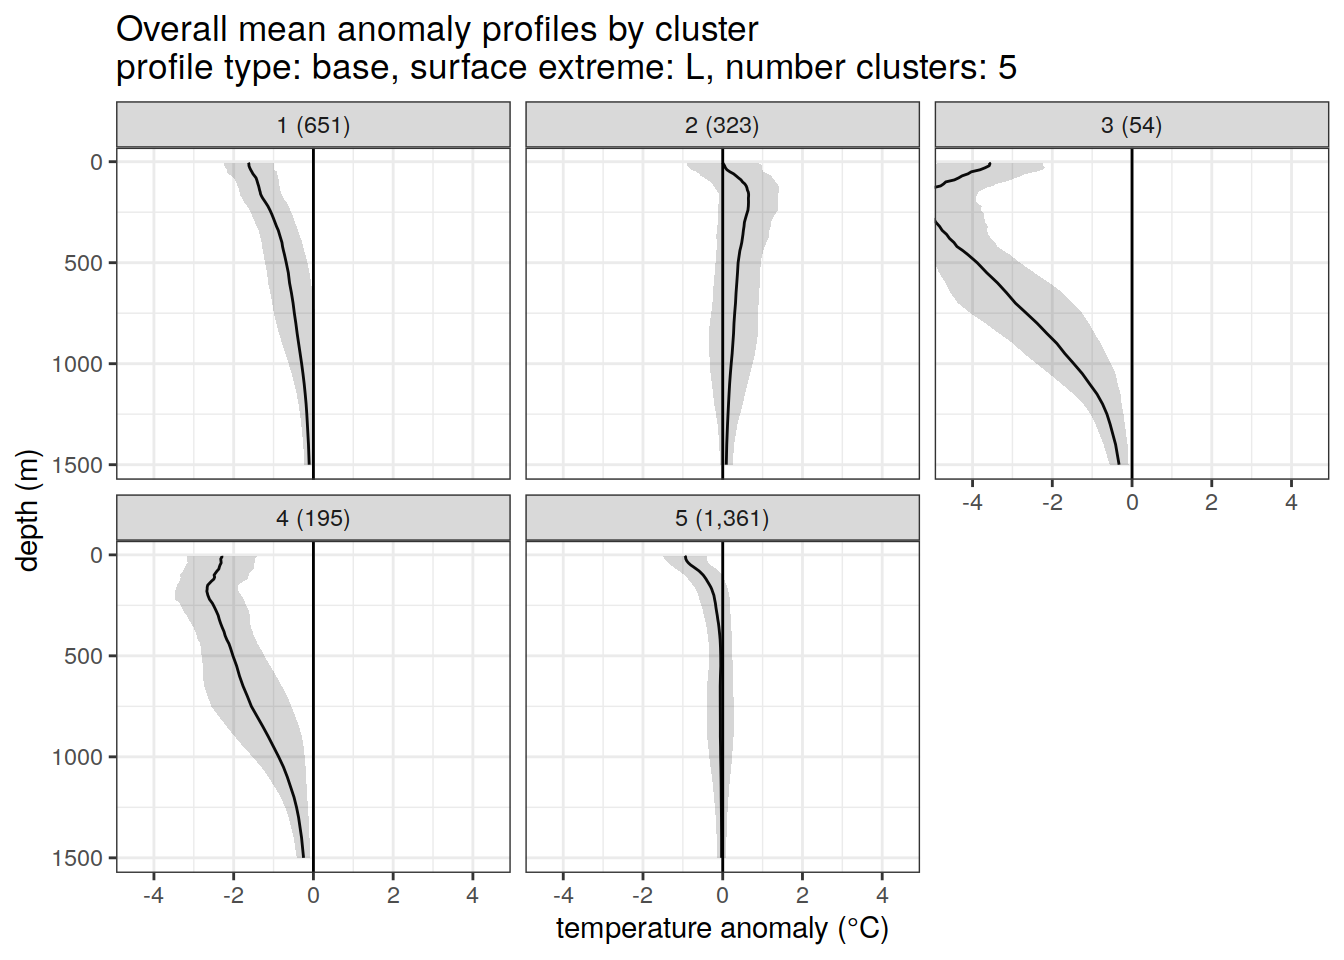 Overall mean anomaly profiles by cluster
profile type: base, surface extreme: L, number clusters: 5
1 (651)
2 (323)
3 (54)
0
500
1000
1500
-4 -2 0 2 4
4 (195)
5 (1,361)
0
500
1000
1500
-4 -2 0 2 4
-4 -2 0 2 4
depth (m)
temperature anomaly (°C)